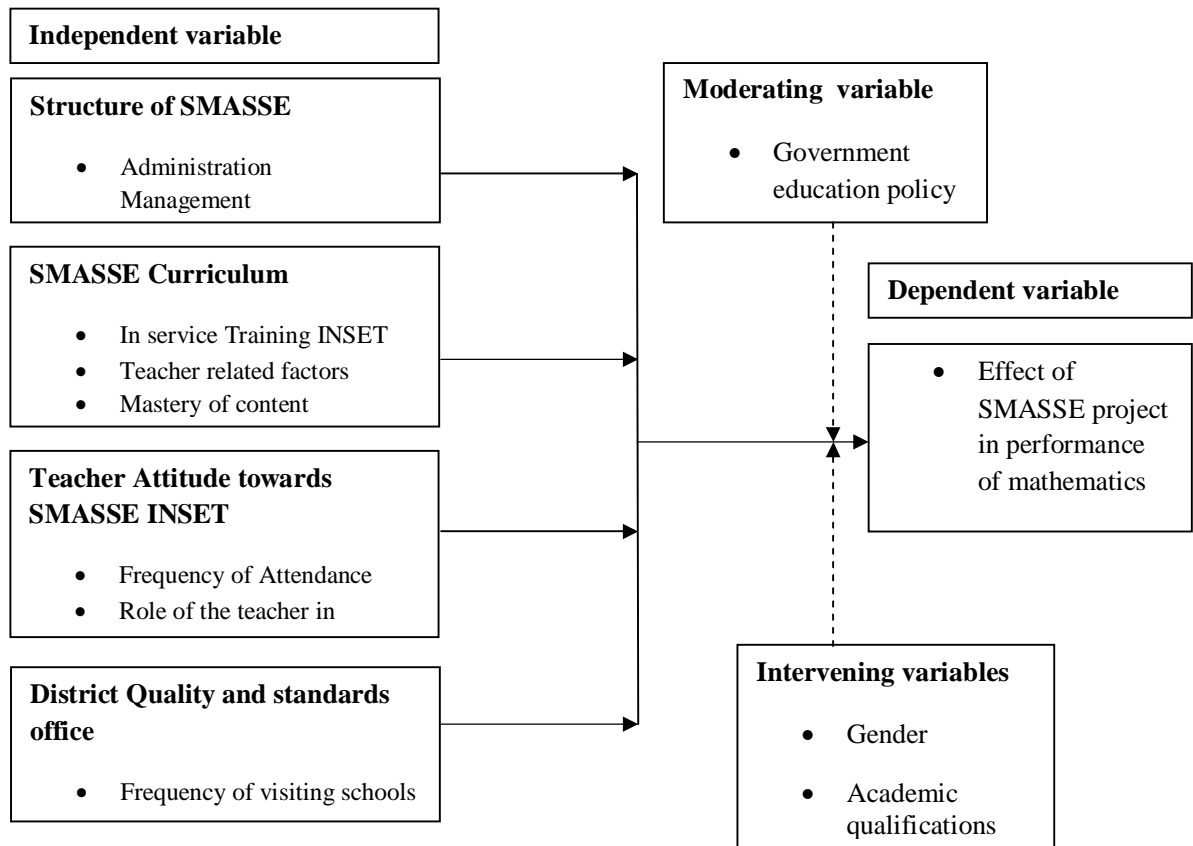 Independent variable
Structure of SMASSE
• Administration
Management
SMASSE Curriculum
• In service Training INSET
• Teacher related factors
• Mastery of content
Teacher Attitude towards
SMASSE INSET
• Frequency of Attendance
• Role of the teacher in
District Quality and standards
office
• Frequency of visiting schools
Moderating variable
• Government
education policy
Dependent variable
• Effect of
SMASSE project
in performance
of mathematics
Intervening variables
• Gender
• Academic
qualifications